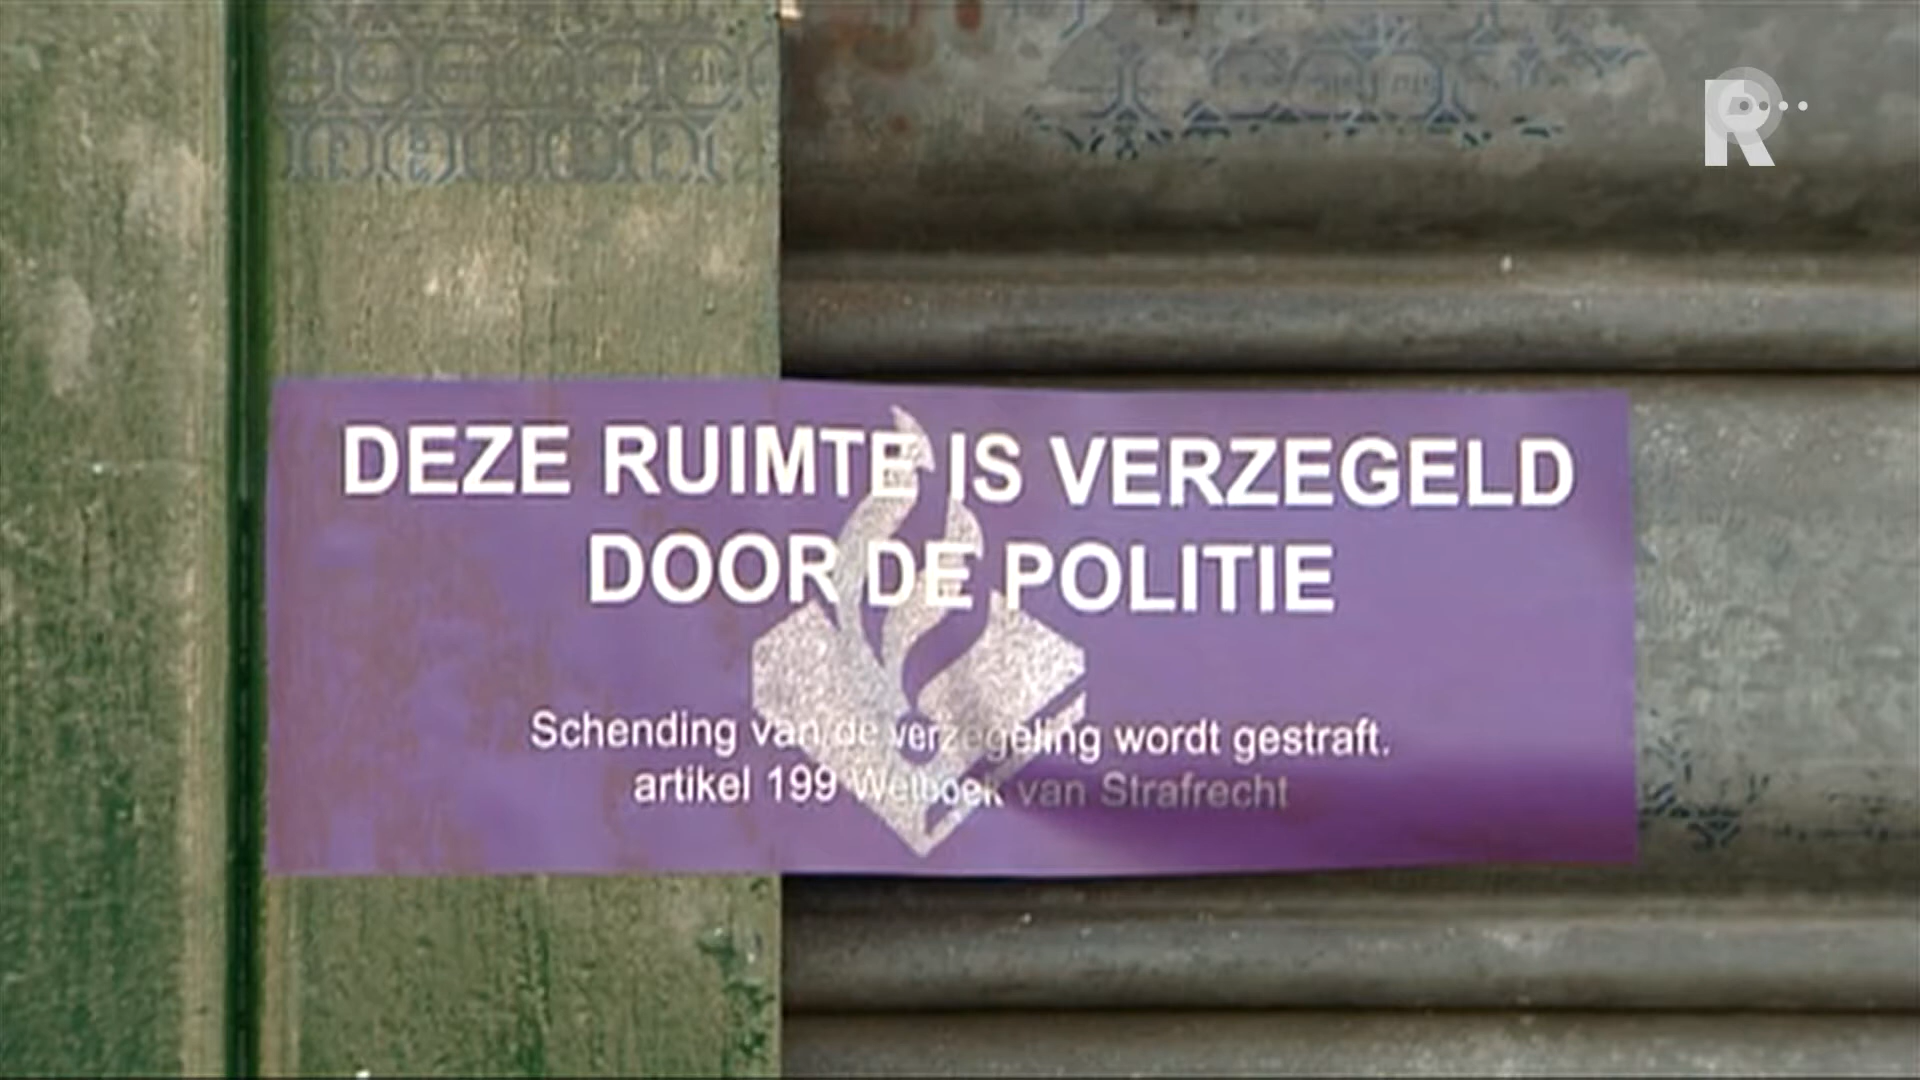 DEZE RUIMTE IS VERZEGELD
DOOR DE POLITIE
Schending van de verzegeling wordt gestraft.
artikel 199 Wetboek van Strafrecht
R